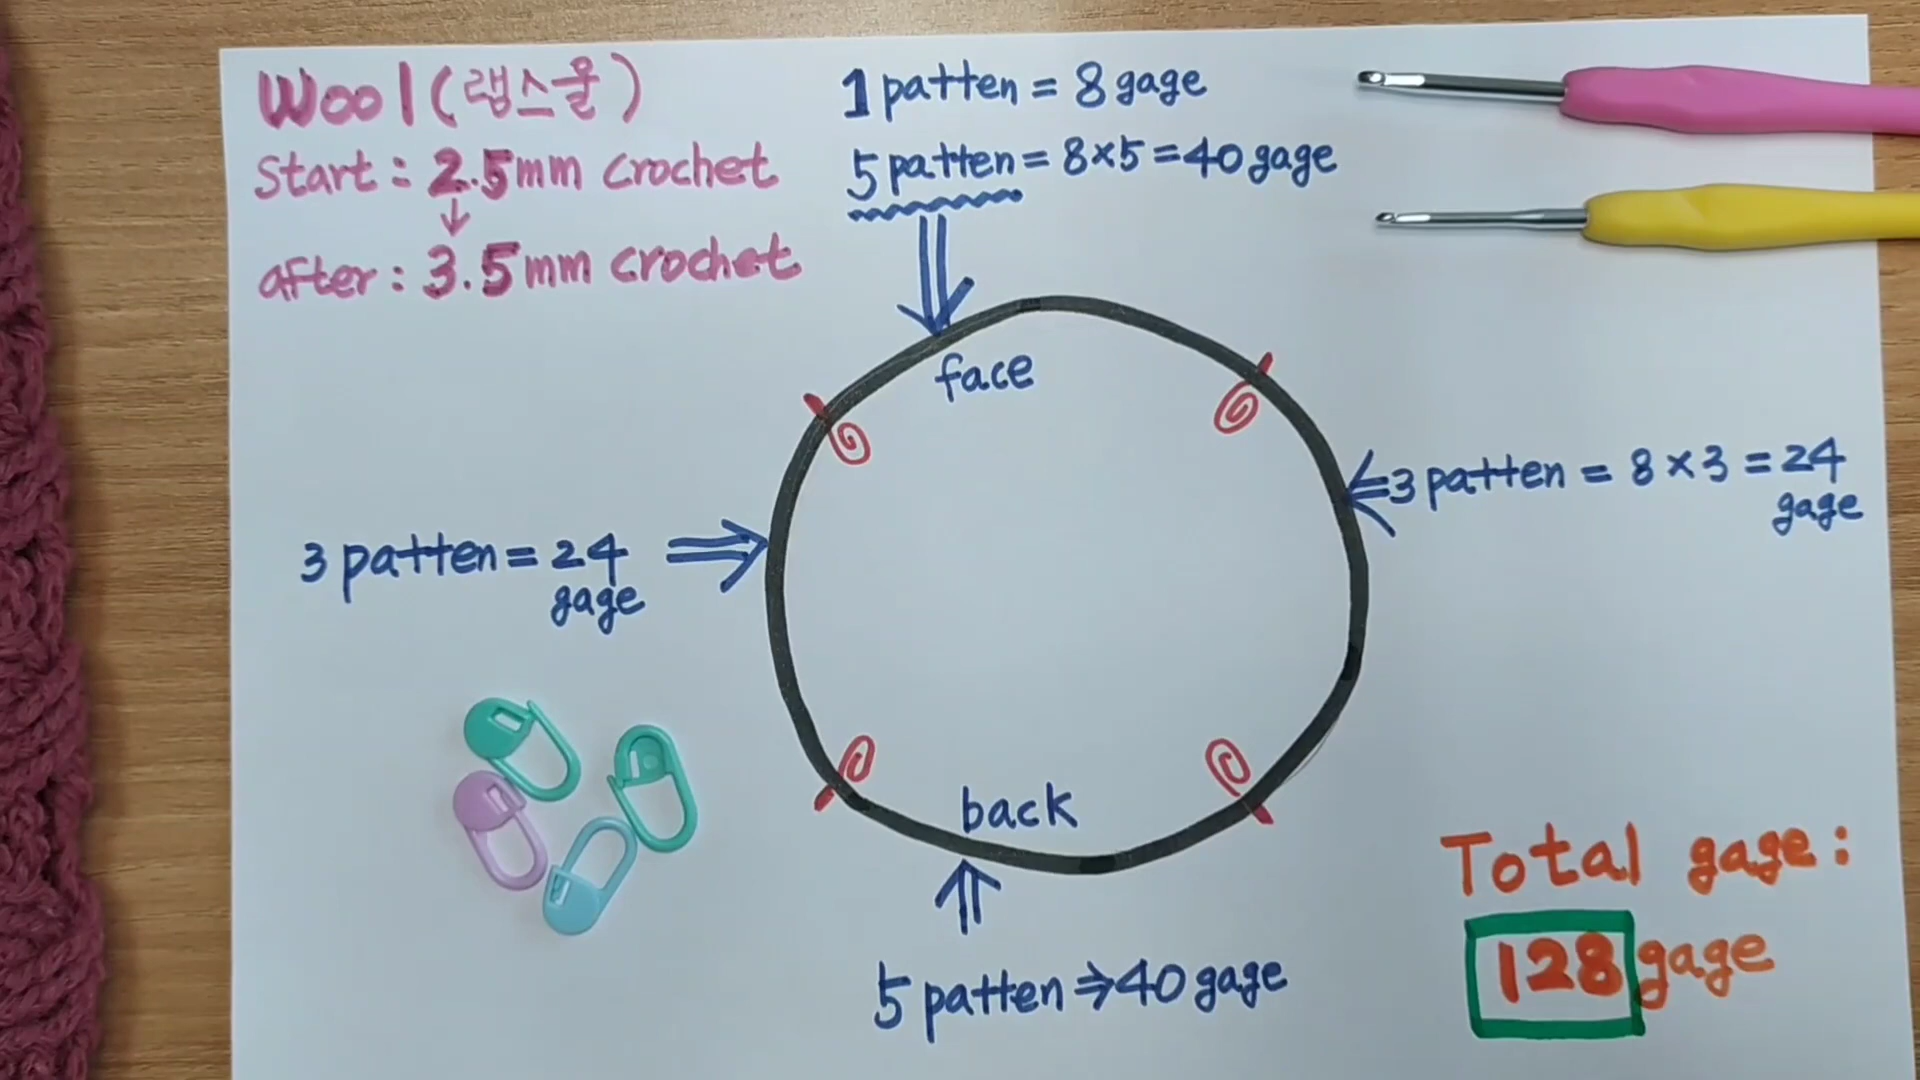 Wool (랩스울)
Start : 2.5mm crochet
↓
after : 3.5mm crochet
1 patten = 8 gage
5 patten = 8×5 = 40 gage
face
3 patten = 8 × 3 = 24
gage
3 patten = 24
gage
back
5 patten ⇒ 40 gage
Total gage :
128 gage